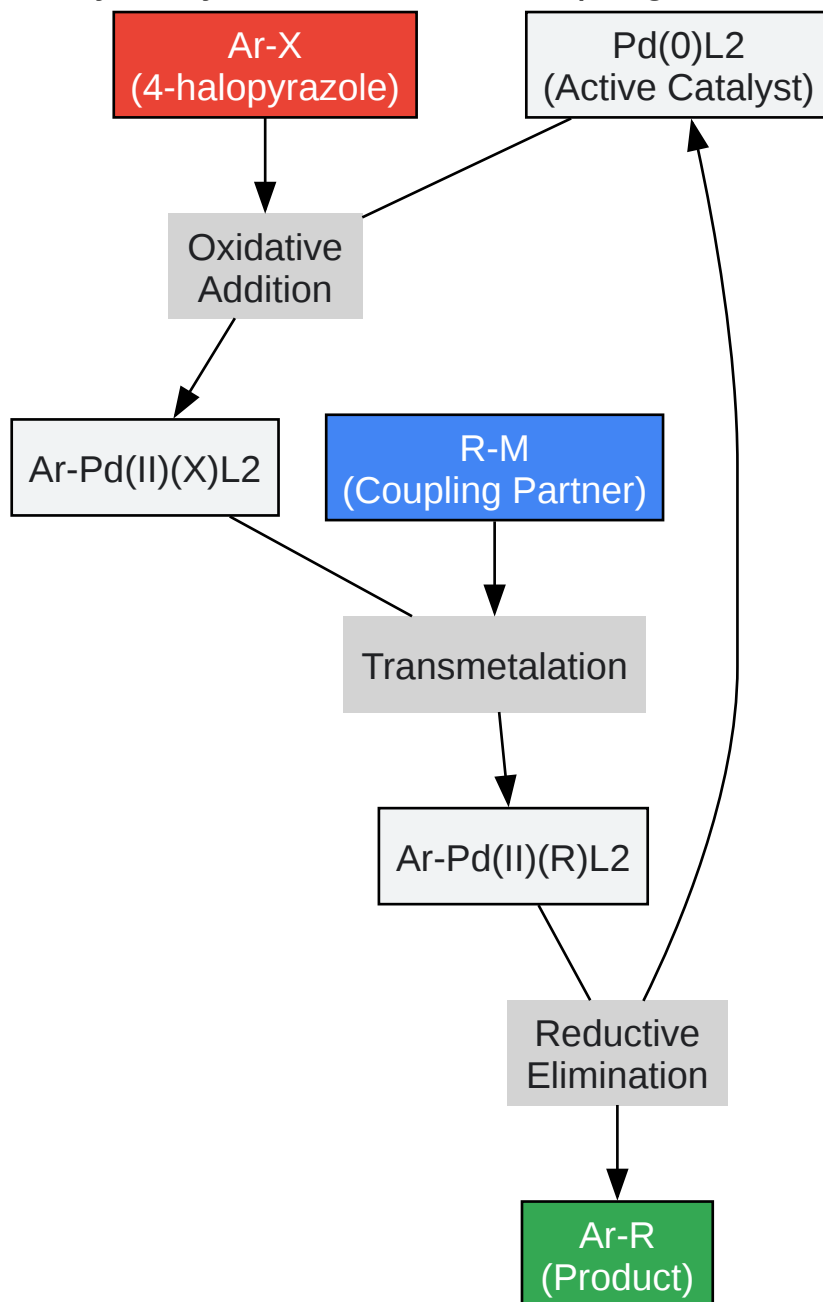 Ar-X
(4-halopyrazole)
Pd(0)L2
(Active Catalyst)
Oxidative
Addition
Ar-Pd(II)(X)L2
R-M
(Coupling Partner)
Transmetalation
Ar-Pd(II)(R)L2
Reductive
Elimination
Ar-R
(Product)